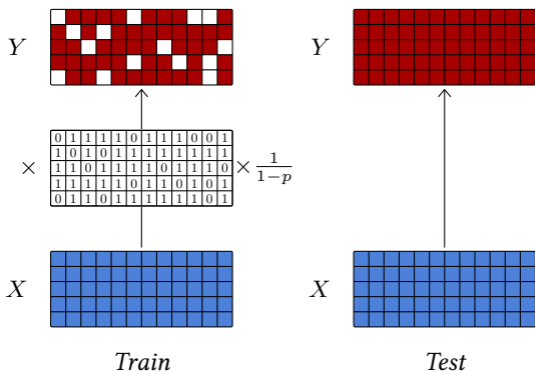 Y
Y
0 1 1 1 1 0 1 1 1 0 0 1
1 0 1 0 1 1 1 1 1 1 1 1
× 1 1 0 1 1 1 1 0 1 1 1 0 × 1/(1−p)
1 1 1 1 1 0 1 1 0 1 0 1
0 1 1 0 1 1 1 1 1 1 0 1
X
X
Train
Test